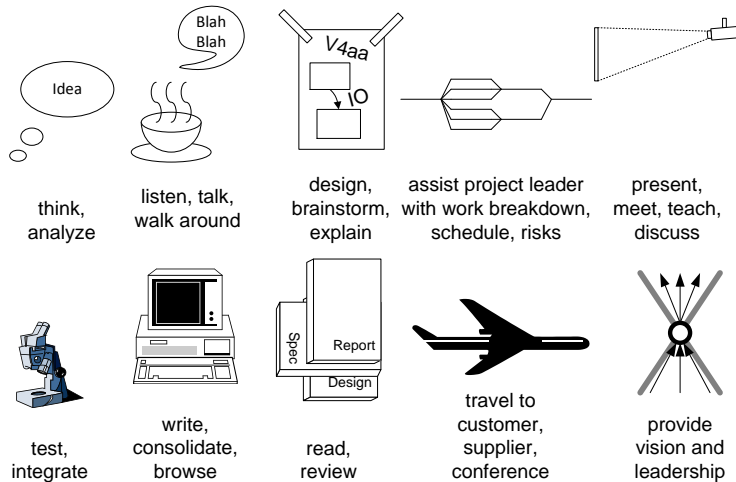 Blah
Blah
Idea
V4aa
IO
think,
analyze
listen, talk,
walk around
design,
brainstorm,
explain
assist project leader
with work breakdown,
schedule, risks
present,
meet, teach,
discuss
Spec
Report
Design
test,
integrate
write,
consolidate,
browse
read,
review
travel to
customer,
supplier,
conference
provide
vision and
leadership